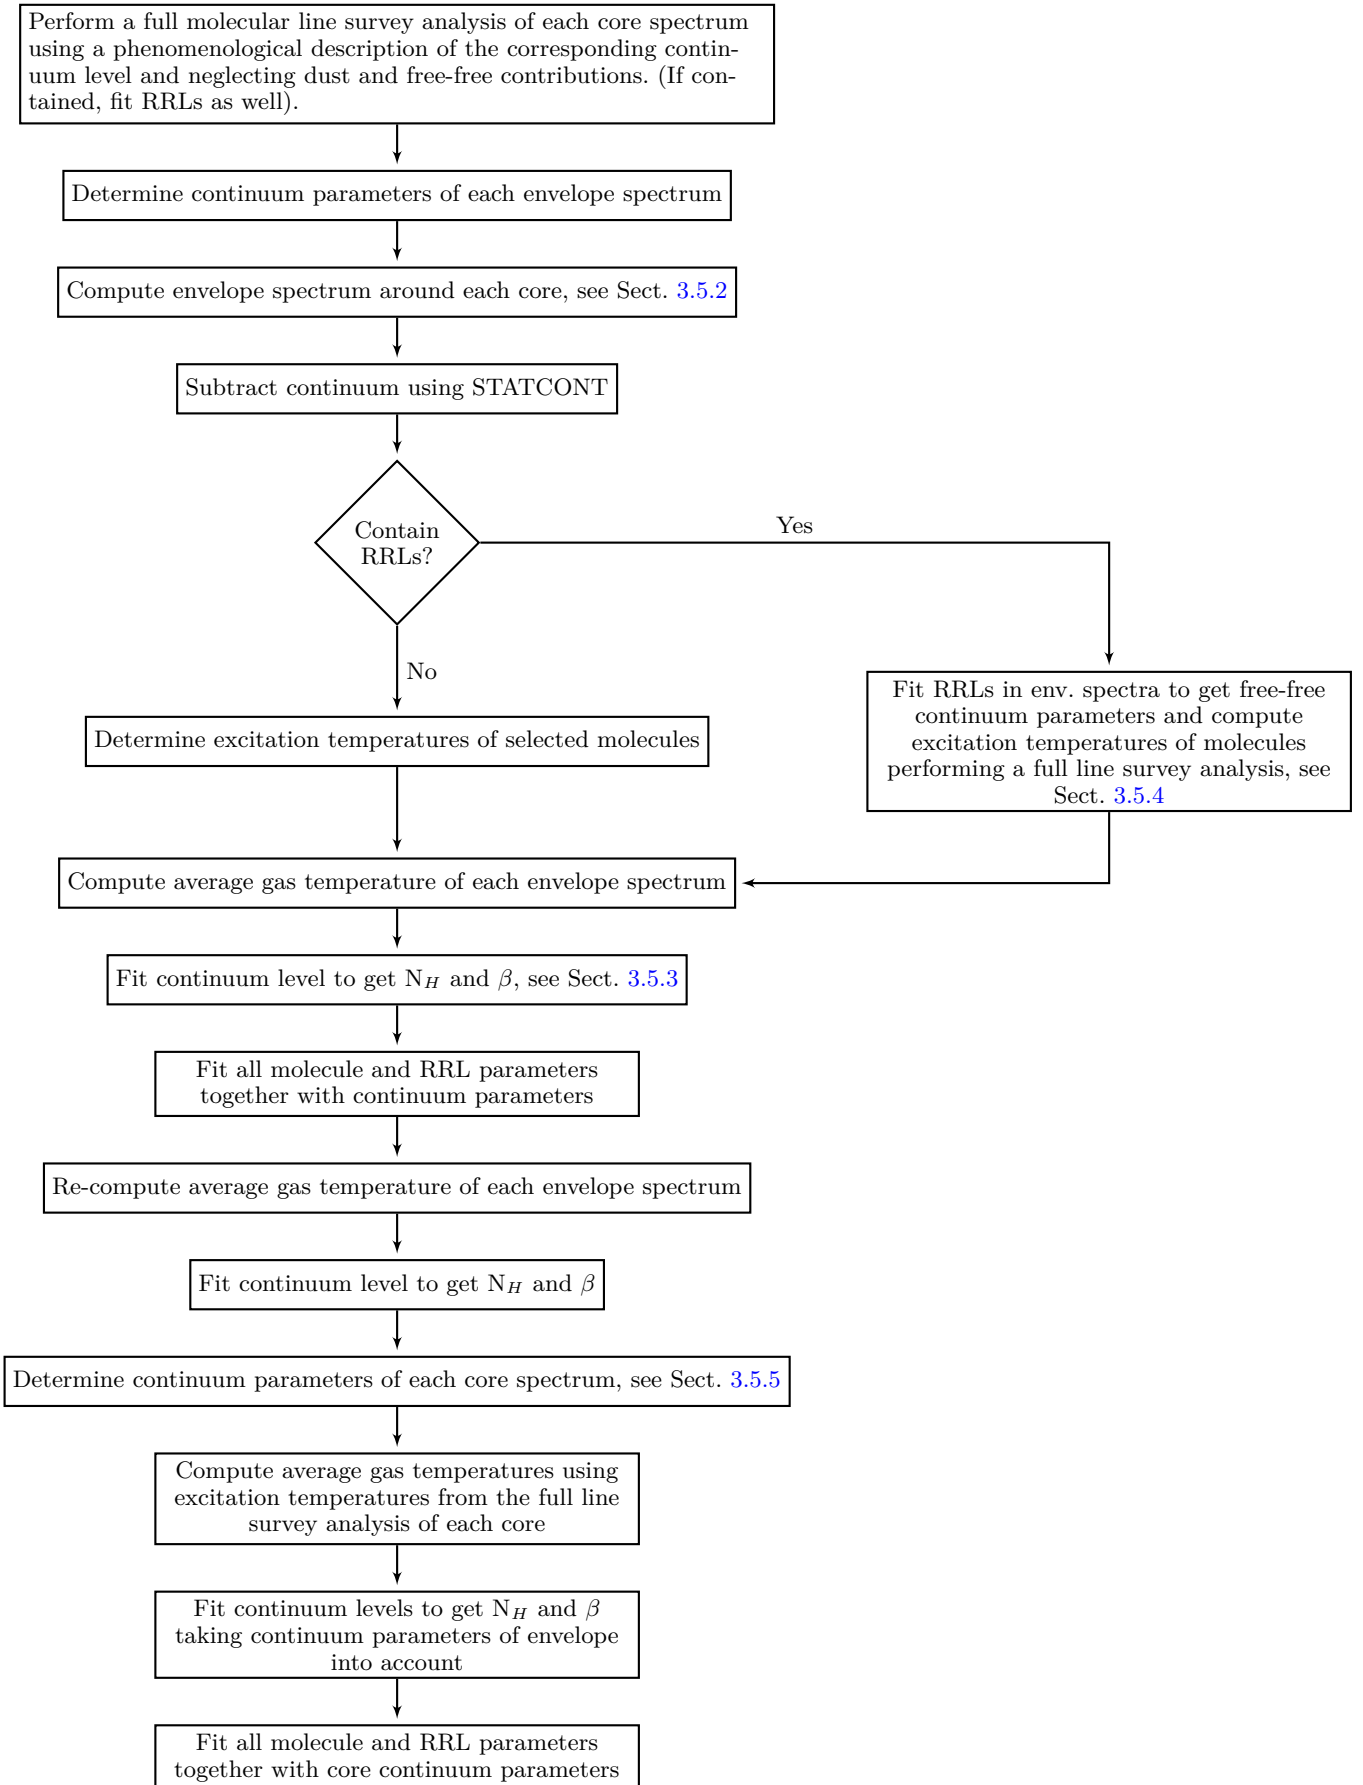 Perform a full molecular line survey analysis of each core spectrum
using a phenomenological description of the corresponding contin-
uum level and neglecting dust and free-free contributions. (If con-
tained, fit RRLs as well).
Determine continuum parameters of each envelope spectrum
Compute envelope spectrum around each core, see Sect. 3.5.2
Subtract continuum using STATCONT
Contain
RRLs?
Yes
No
Fit RRLs in env. spectra to get free-free
continuum parameters and compute
excitation temperatures of molecules
performing a full line survey analysis, see
Sect. 3.5.4
Determine excitation temperatures of selected molecules
Compute average gas temperature of each envelope spectrum
Fit continuum level to get N_H and β, see Sect. 3.5.3
Fit all molecule and RRL parameters
together with continuum parameters
Re-compute average gas temperature of each envelope spectrum
Fit continuum level to get N_H and β
Determine continuum parameters of each core spectrum, see Sect. 3.5.5
Compute average gas temperatures using
excitation temperatures from the full line
survey analysis of each core
Fit continuum levels to get N_H and β
taking continuum parameters of envelope
into account
Fit all molecule and RRL parameters
together with core continuum parameters